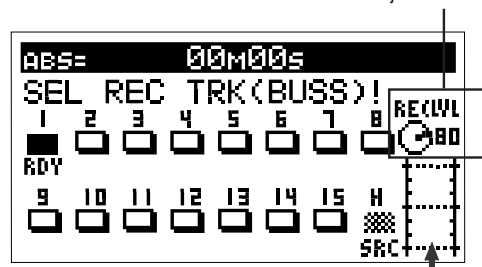 ABS= 00M00s
SEL REC TRK(BUSS)!
1 2 3 4 5 6 7 8 REC LVL
80
RDY
9 10 11 12 13 14 15 H
SRC